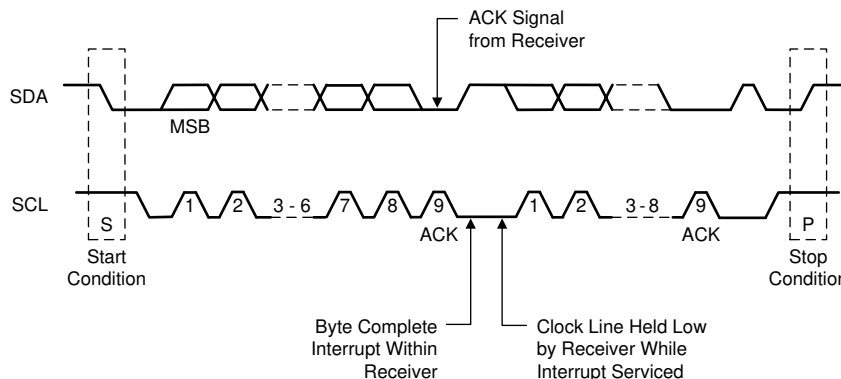 ACK Signal
from Receiver
SDA
MSB
SCL
1 2 3 - 6 7 8 9 1 2 3 - 8 9
S
ACK
ACK
P
Start
Condition
Stop
Condition
Byte Complete
Interrupt Within
Receiver
Clock Line Held Low
by Receiver While
Interrupt Serviced